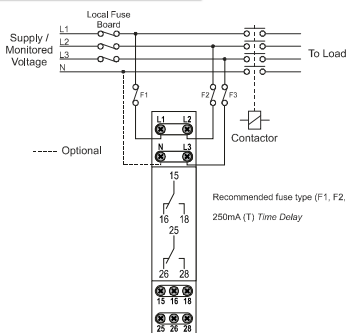 Local Fuse
Board
Supply /
Monitored
Voltage
L1
L2
L3
N
To Load
F1
F2
F3
L1 L2
Contactor
N L3
Optional
15
16 18
25
26 28
Recommended fuse type (F1, F2,
250mA (T) Time Delay
15 16 18
25 26 28